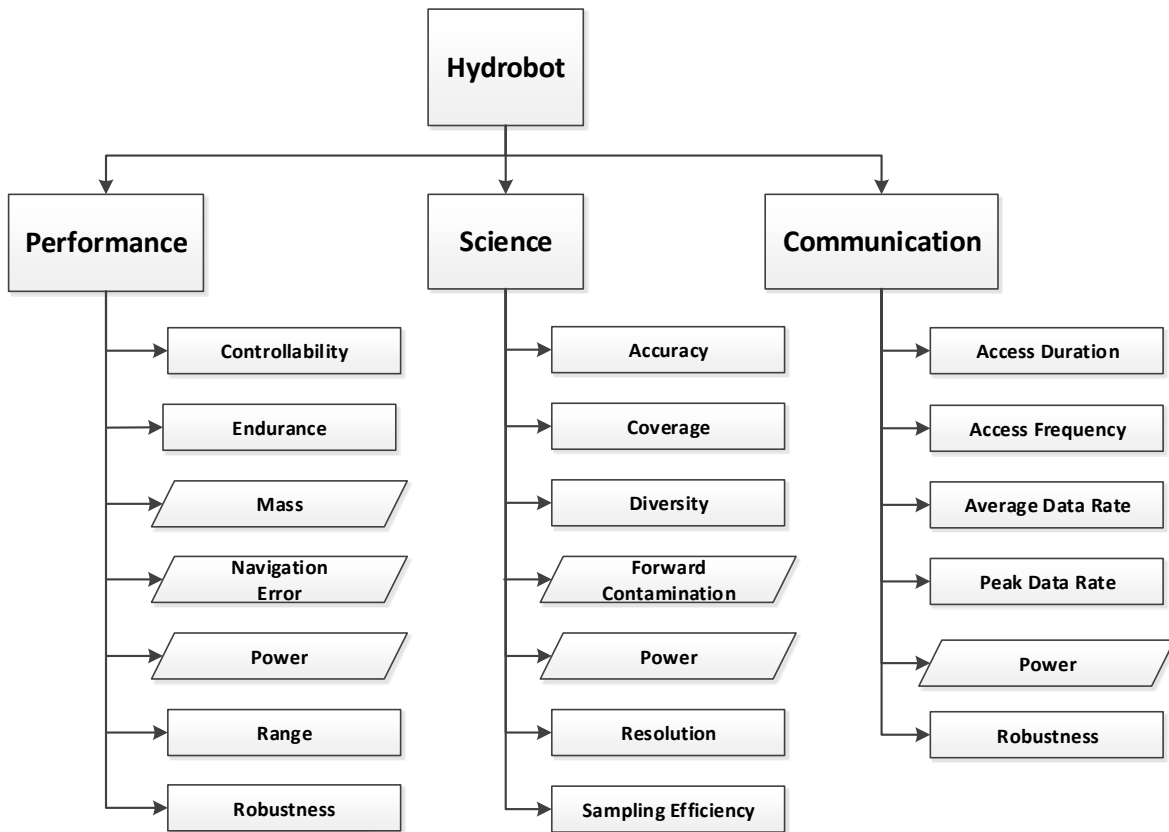 Hydrobot
Performance
Science
Communication
Controllability
Endurance
Mass
Navigation
Error
Power
Range
Robustness
Accuracy
Coverage
Diversity
Forward
Contamination
Power
Resolution
Sampling Efficiency
Access Duration
Access Frequency
Average Data Rate
Peak Data Rate
Power
Robustness